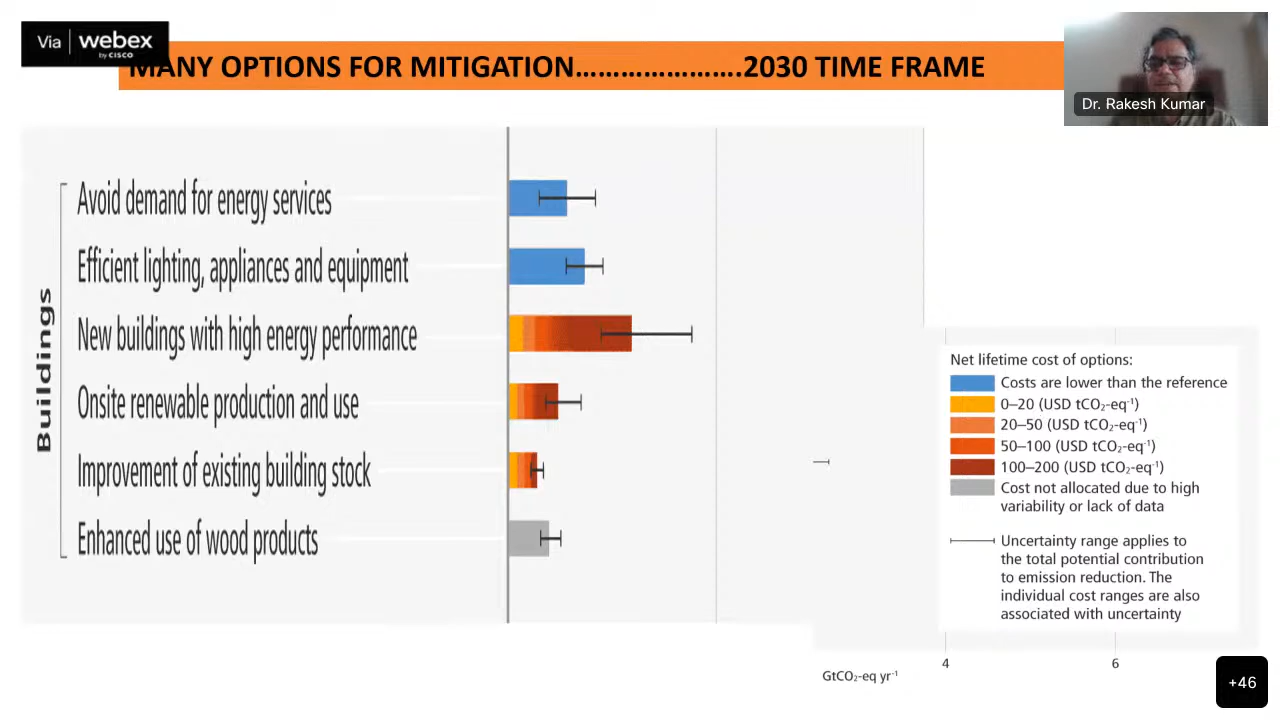 Via webex
by CISCO
MANY OPTIONS FOR MITIGATION………………….2030 TIME FRAME
Dr. Rakesh Kumar
Buildings
Avoid demand for energy services
Efficient lighting, appliances and equipment
New buildings with high energy performance
Onsite renewable production and use
Improvement of existing building stock
Enhanced use of wood products
Net lifetime cost of options:
Costs are lower than the reference
0–20 (USD tCO₂-eq⁻¹)
20–50 (USD tCO₂-eq⁻¹)
50–100 (USD tCO₂-eq⁻¹)
100–200 (USD tCO₂-eq⁻¹)
Cost not allocated due to high
variability or lack of data
Uncertainty range applies to
the total potential contribution
to emission reduction. The
individual cost ranges are also
associated with uncertainty
4 6
GtCO₂-eq yr⁻¹
+46